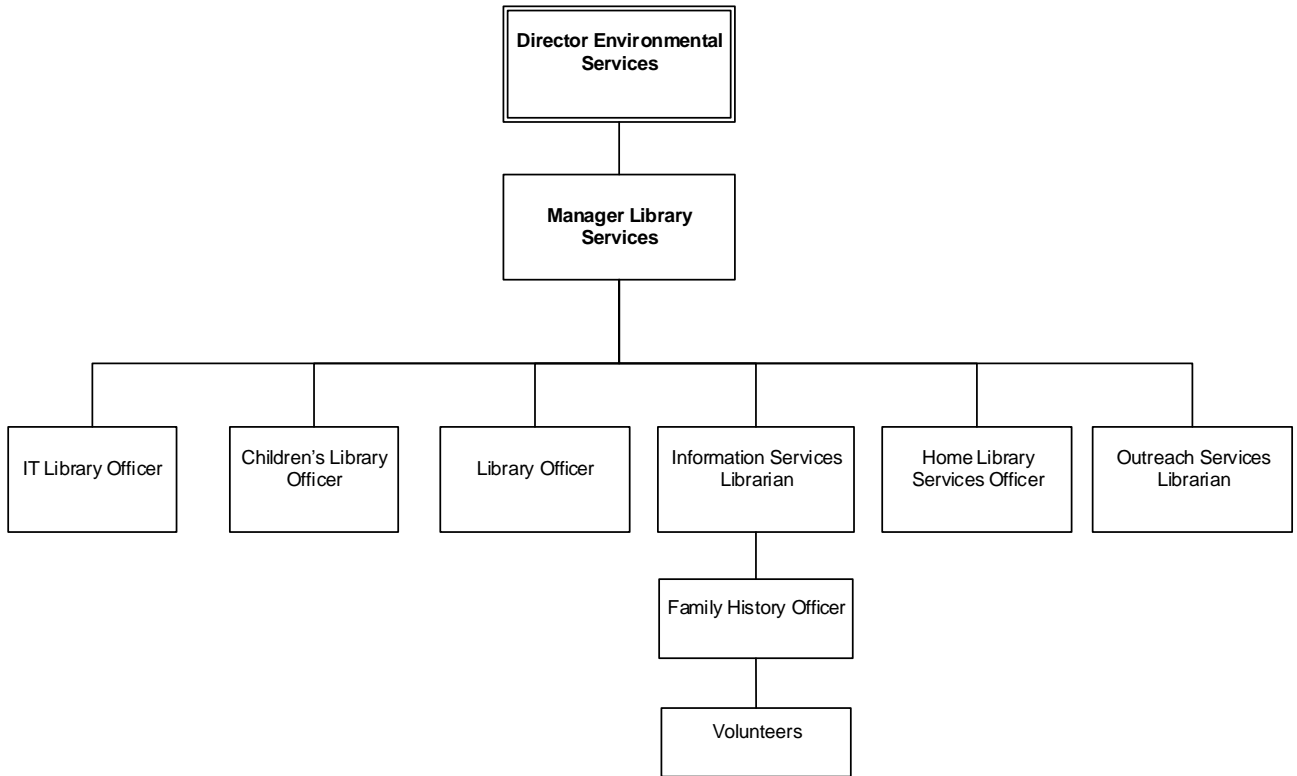 Director Environmental
Services
Manager Library
Services
IT Library Officer
Children’s Library
Officer
Library Officer
Information Services
Librarian
Home Library
Services Officer
Outreach Services
Librarian
Family History Officer
Volunteers